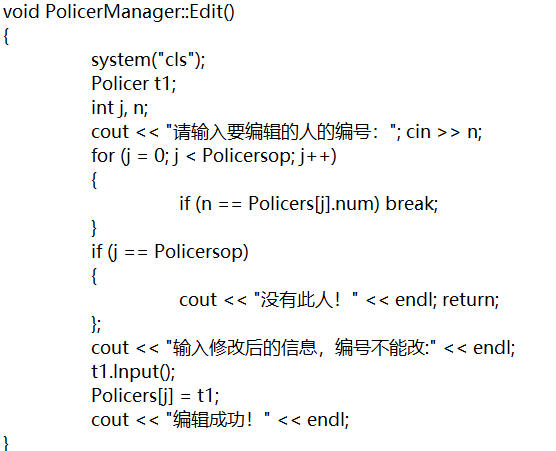 void PolicerManager::Edit()
{
system("cls");
Policer t1;
int j, n;
cout << "请输入要编辑的人的编号："; cin >> n;
for (j = 0; j < Policersop; j++)
{
if (n == Policers[j].num) break;
}
if (j == Policersop)
{
cout << "没有此人！" << endl; return;
};
cout << "输入修改后的信息，编号不能改:" << endl;
t1.Input();
Policers[j] = t1;
cout << "编辑成功！" << endl;
}